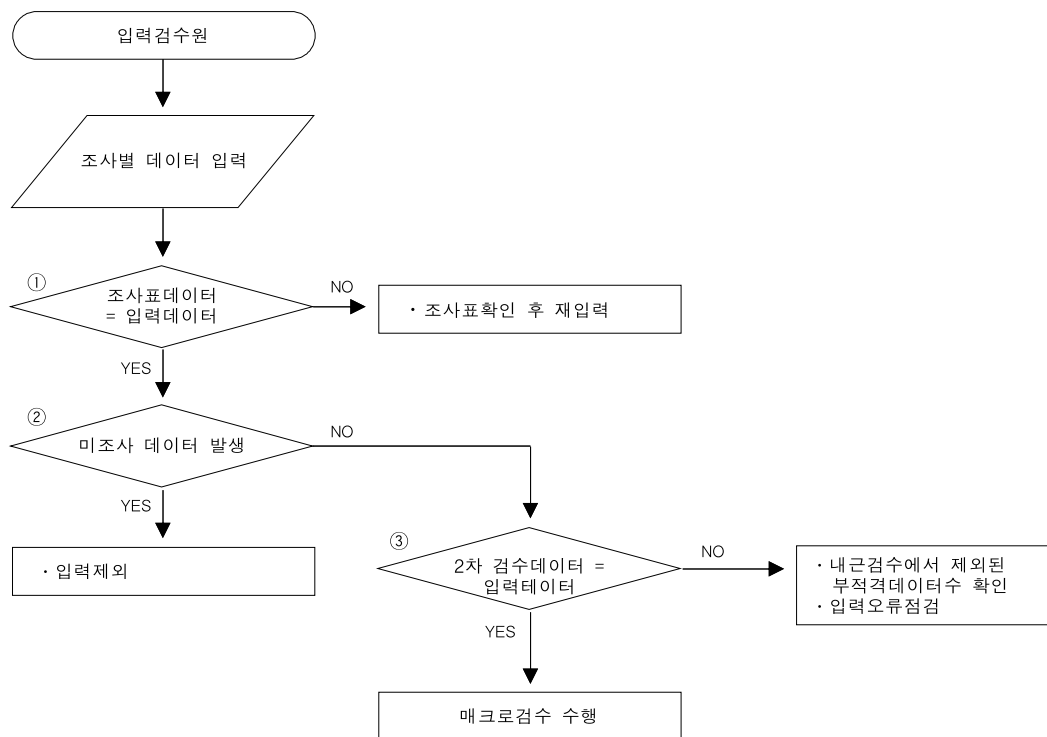 입력검수원
조사별 데이터 입력
①
조사표데이터
= 입력데이터
NO
· 조사표확인 후 재입력
YES
②
미조사 데이터 발생
NO
YES
· 입력제외
③
2차 검수데이터 =
입력테이터
NO
· 내근검수에서 제외된
부적격데이터수 확인
· 입력오류점검
YES
매크로검수 수행